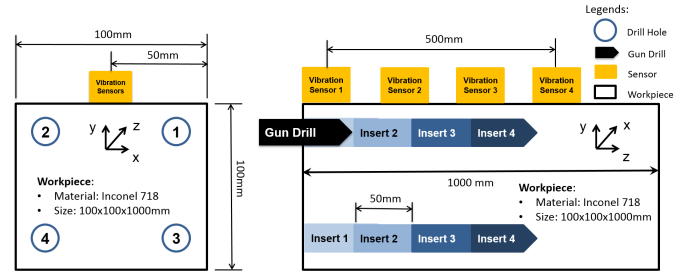 Legends:
Drill Hole
Gun Drill
Sensor
Workpiece
100mm
50mm
Vibration
Sensors
2
1
y
z
x
Workpiece:
• Material: Inconel 718
• Size: 100x100x1000mm
4
3
100mm
500mm
Vibration
Sensor 1
Vibration
Sensor 2
Vibration
Sensor 3
Vibration
Sensor 4
Gun Drill
Insert 2
Insert 3
Insert 4
y
x
z
1000 mm
50mm
Workpiece:
• Material: Inconel 718
• Size: 100x100x1000mm
Insert 1
Insert 2
Insert 3
Insert 4